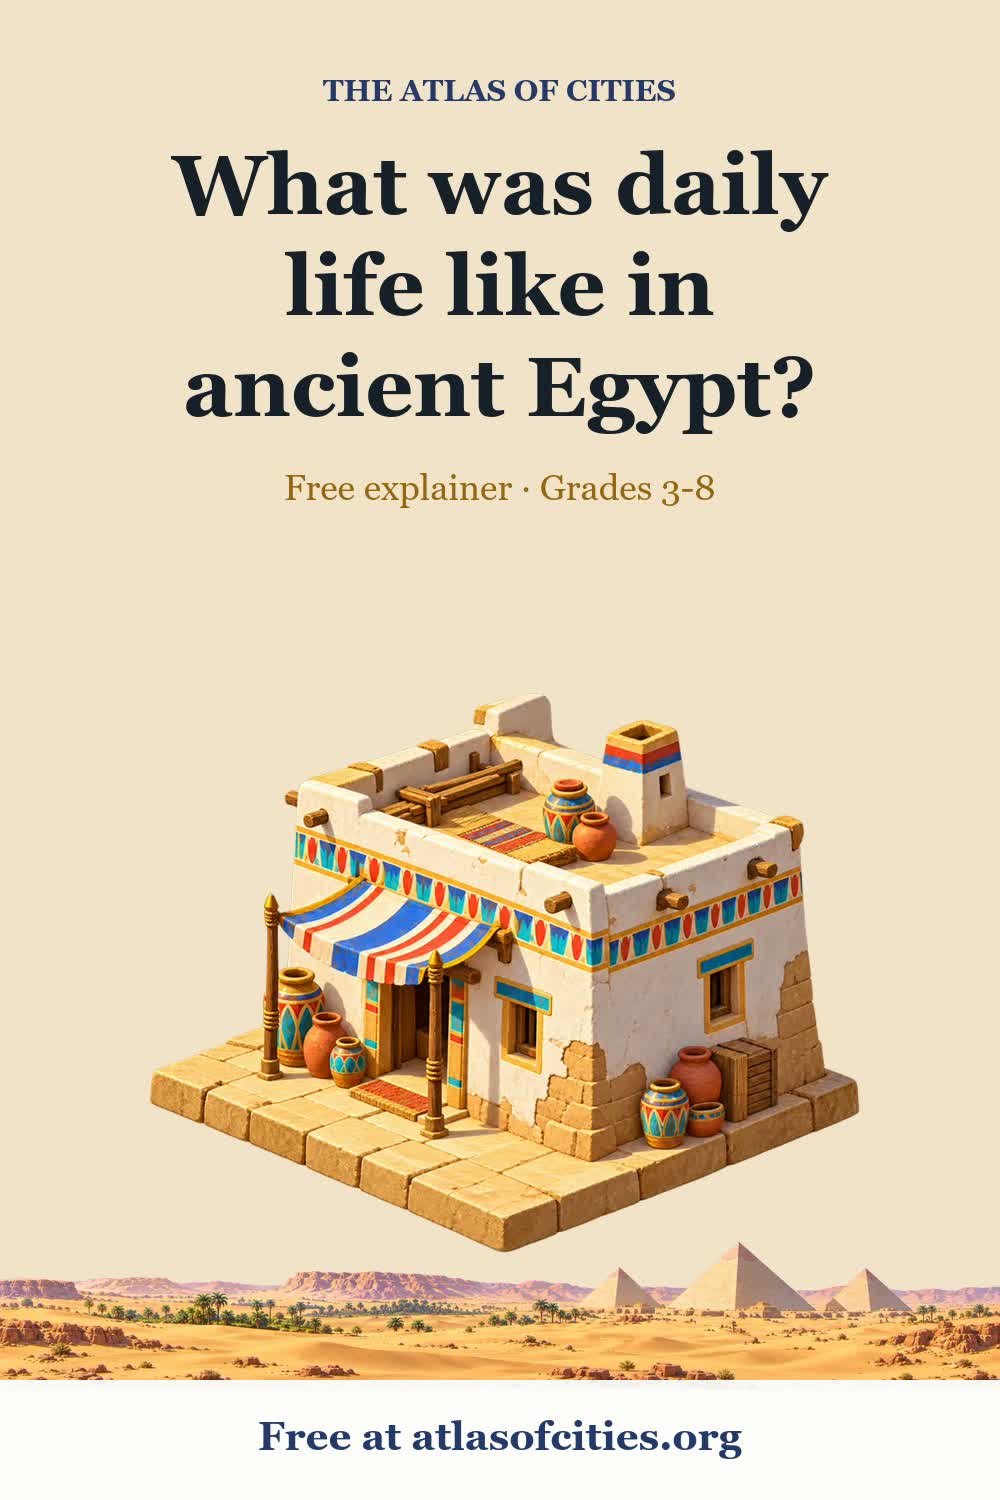 THE ATLAS OF CITIES
What was daily
life like in
ancient Egypt?
Free explainer · Grades 3-8
Free at atlasofcities.org